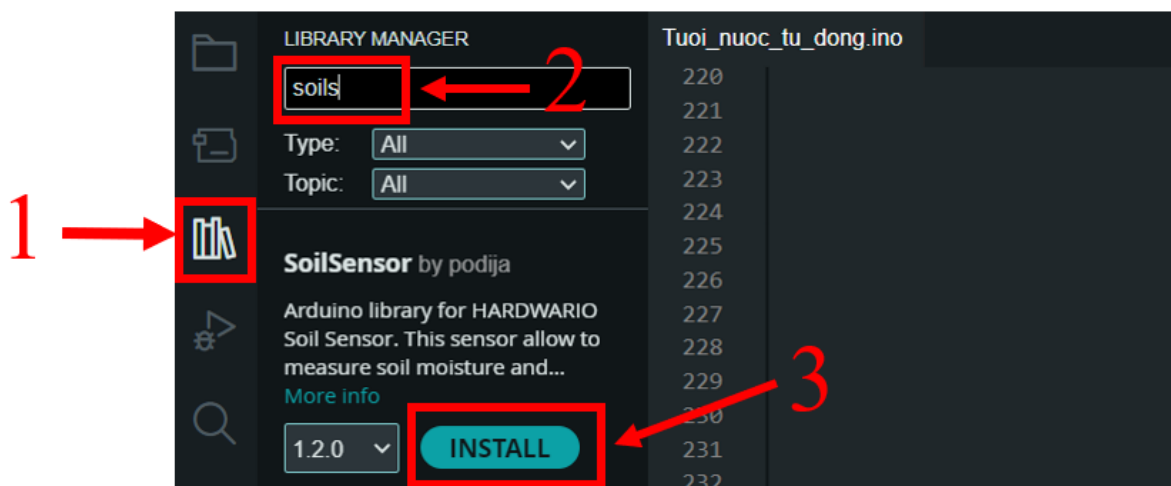 LIBRARY MANAGER
soils
Type: All
Topic: All
SoilSensor by podija
Arduino library for HARDWARIO
Soil Sensor. This sensor allow to
measure soil moisture and...
More info
1.2.0 INSTALL
Tuoi_nuoc_tu_dong.ino
220
221
222
223
224
225
226
227
228
229
230
231
232
1
2
3